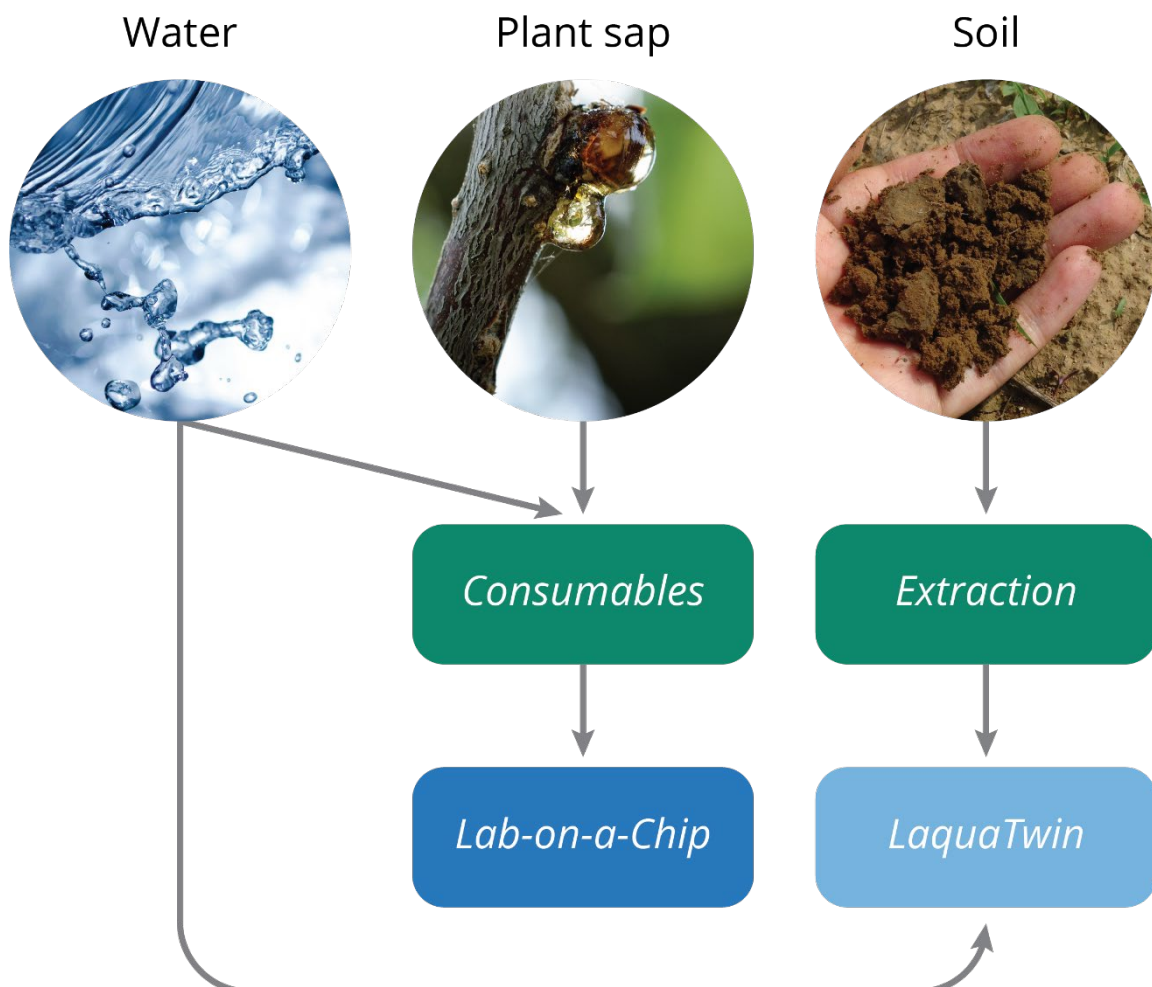 Water
Plant sap
Soil
Consumables
Extraction
Lab-on-a-Chip
LaquaTwin